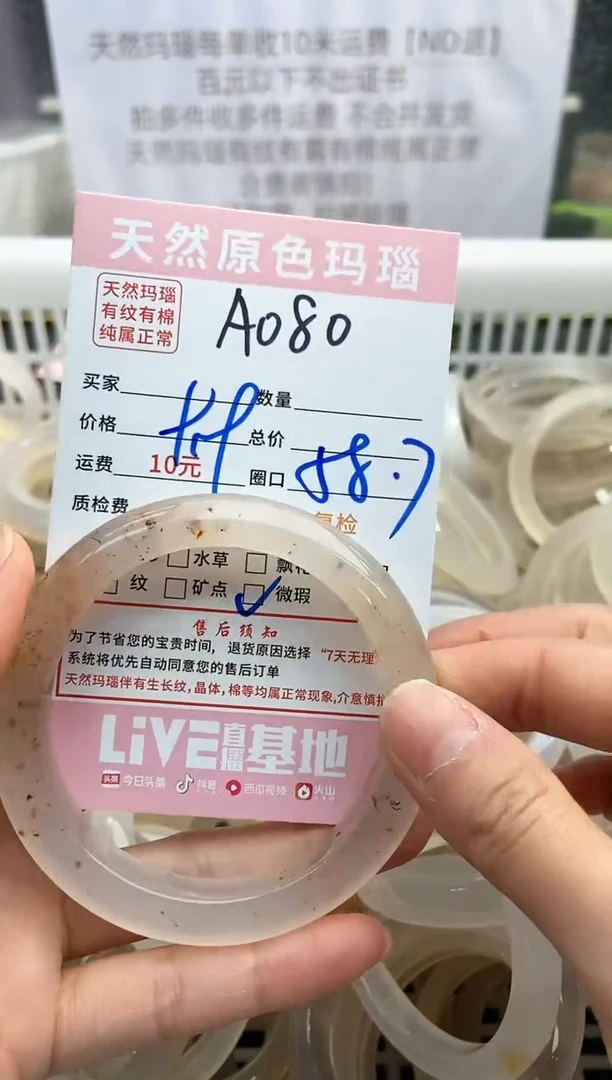 天然玛瑙每单收10米运费【NO退】
百元以下不出证书
拍多件收多件运费 不合并发货
天然原色玛瑙
天然玛瑙
有纹有棉
纯属正常
A080
买家 数量
价格 总价
运费 10元 圈口 58.7
质检费 复检
水草 飘花
纹 矿点 ✓ 微瑕
售后须知
为了节省您的宝贵时间, 退货原因选择 “7天无理
系统将优先自动同意您的售后订单
天然玛瑙伴有生长纹,晶体,棉等均属正常现象,介意慎拍
LIVE直播基地
头条 今日头条 抖音 西瓜视频 火山